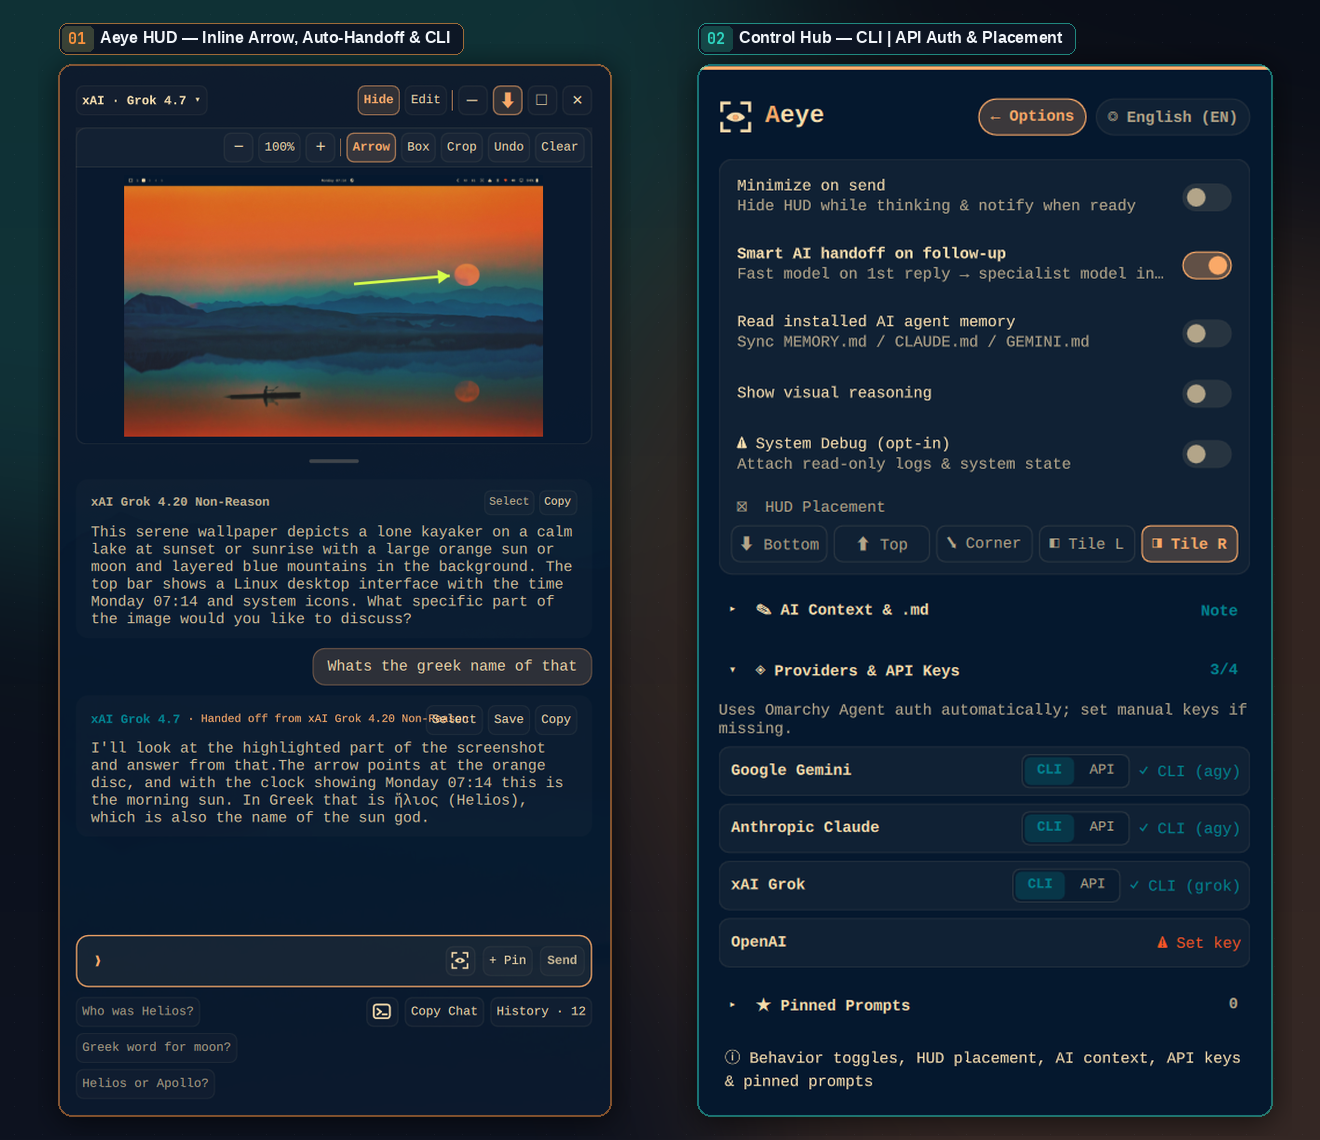 01 Aeye HUD — Inline Arrow, Auto-Handoff & CLI
xAI · Grok 4.7 ▾
Hide Edit — ⬇ □ ✕
− 100% + Arrow Box Crop Undo Clear
xAI Grok 4.20 Non-Reason
Select Copy
This serene wallpaper depicts a lone kayaker on a calm
lake at sunset or sunrise with a large orange sun or
moon and layered blue mountains in the background. The
top bar shows a Linux desktop interface with the time
Monday 07:14 and system icons. What specific part of
the image would you like to discuss?
Whats the greek name of that
xAI Grok 4.7 · Handed off from xAI Grok 4.20 Non-Reason
Select Save Copy
I'll look at the highlighted part of the screenshot
and answer from that.The arrow points at the orange
disc, and with the clock showing Monday 07:14 this is
the morning sun. In Greek that is ἥλιος (Helios),
which is also the name of the sun god.
+ Pin Send
Who was Helios?
Copy Chat History · 12
Greek word for moon?
Helios or Apollo?
02 Control Hub — CLI | API Auth & Placement
Aeye
← Options English (EN)
Minimize on send
Hide HUD while thinking & notify when ready
Smart AI handoff on follow-up
Fast model on 1st reply → specialist model in…
Read installed AI agent memory
Sync MEMORY.md / CLAUDE.md / GEMINI.md
Show visual reasoning
System Debug (opt-in)
Attach read-only logs & system state
HUD Placement
⬇ Bottom ⬆ Top Corner Tile L Tile R
▸ AI Context & .md Note
▾ ◈ Providers & API Keys 3/4
Uses Omarchy Agent auth automatically; set manual keys if
missing.
Google Gemini CLI API ✓ CLI (agy)
Anthropic Claude CLI API ✓ CLI (agy)
xAI Grok CLI API ✓ CLI (grok)
OpenAI ⚠ Set key
▸ ★ Pinned Prompts 0
ⓘ Behavior toggles, HUD placement, AI context, API keys
& pinned prompts